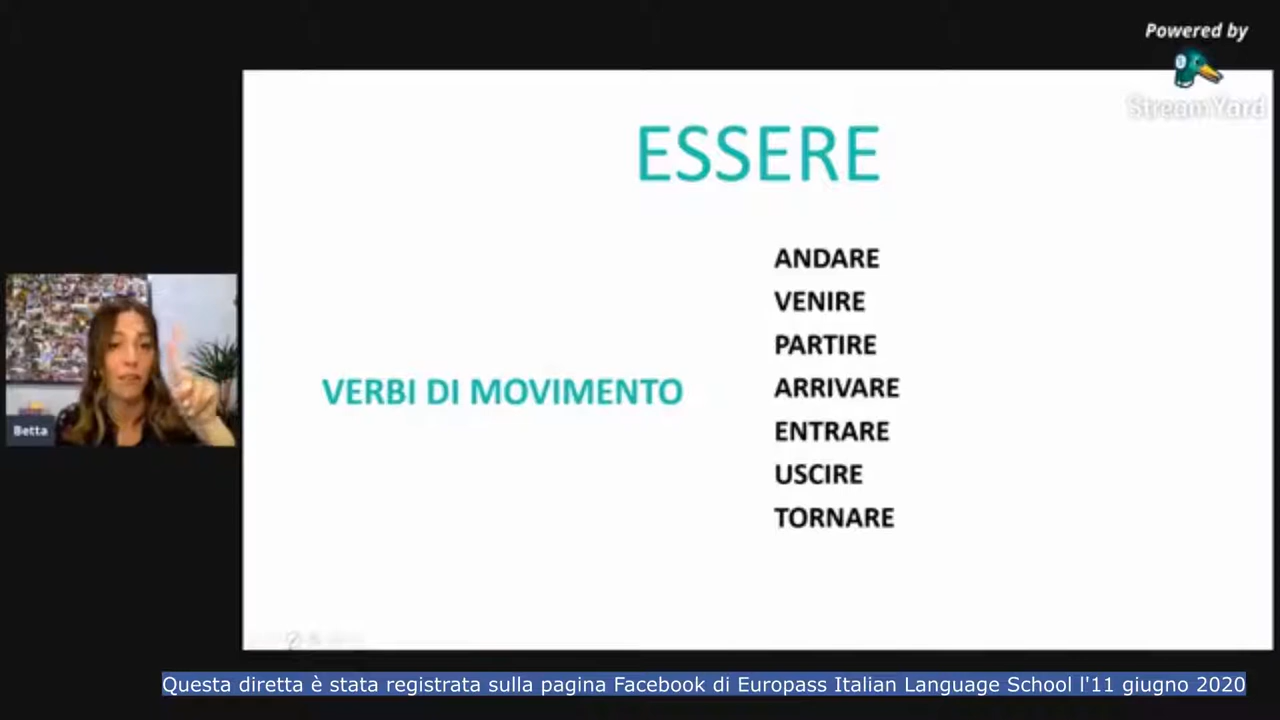 Powered by
StreamYard
ESSERE
ANDARE
VENIRE
PARTIRE
ARRIVARE
VERBI DI MOVIMENTO
ENTRARE
USCIRE
TORNARE
Betta
Questa diretta è stata registrata sulla pagina Facebook di Europass Italian Language School l'11 giugno 2020